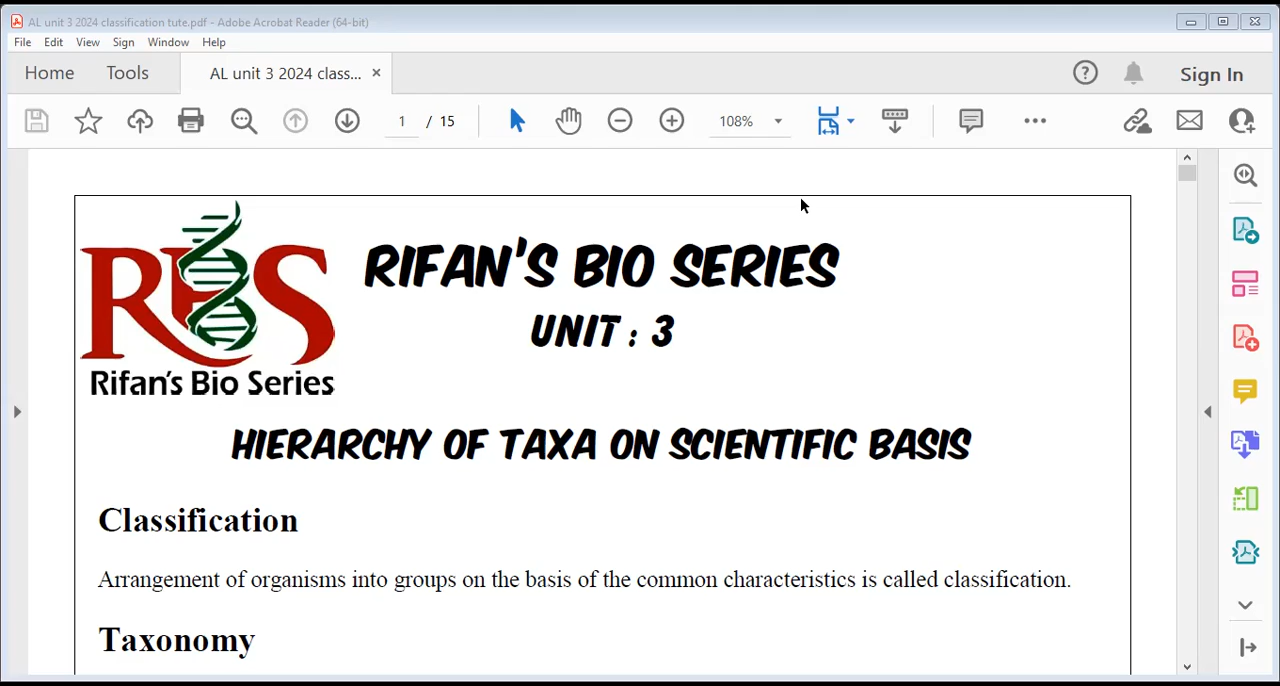 AL unit 3 2024 classification tute.pdf - Adobe Acrobat Reader (64-bit)
File Edit View Sign Window Help
Home Tools AL unit 3 2024 class... × Sign In
1 / 15 108%
RBS
Rifan's Bio Series
RIFAN'S BIO SERIES
UNIT : 3
HIERARCHY OF TAXA ON SCIENTIFIC BASIS
Classification
Arrangement of organisms into groups on the basis of the common characteristics is called classification.
Taxonomy